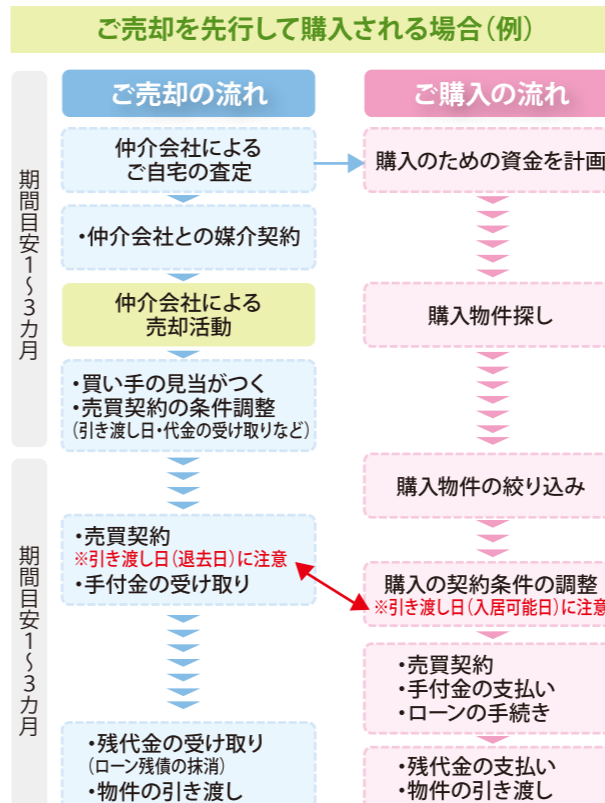 ご売却を先行して購入される場合(例)
期間目安1〜3カ月
ご売却の流れ
仲介会社による
ご自宅の査定
・仲介会社との媒介契約
仲介会社による
売却活動
・買い手の見当がつく
・売買契約の条件調整
(引き渡し日・代金の受け取りなど)
期間目安1〜3カ月
・売買契約
※引き渡し日(退去日)に注意
・手付金の受け取り
・残代金の受け取り
(ローン残債の抹消)
・物件の引き渡し
ご購入の流れ
購入のための資金を計画
購入物件探し
購入物件の絞り込み
購入の契約条件の調整
※引き渡し日(入居可能日)に注意
・売買契約
・手付金の支払い
・ローンの手続き
・残代金の支払い
・物件の引き渡し